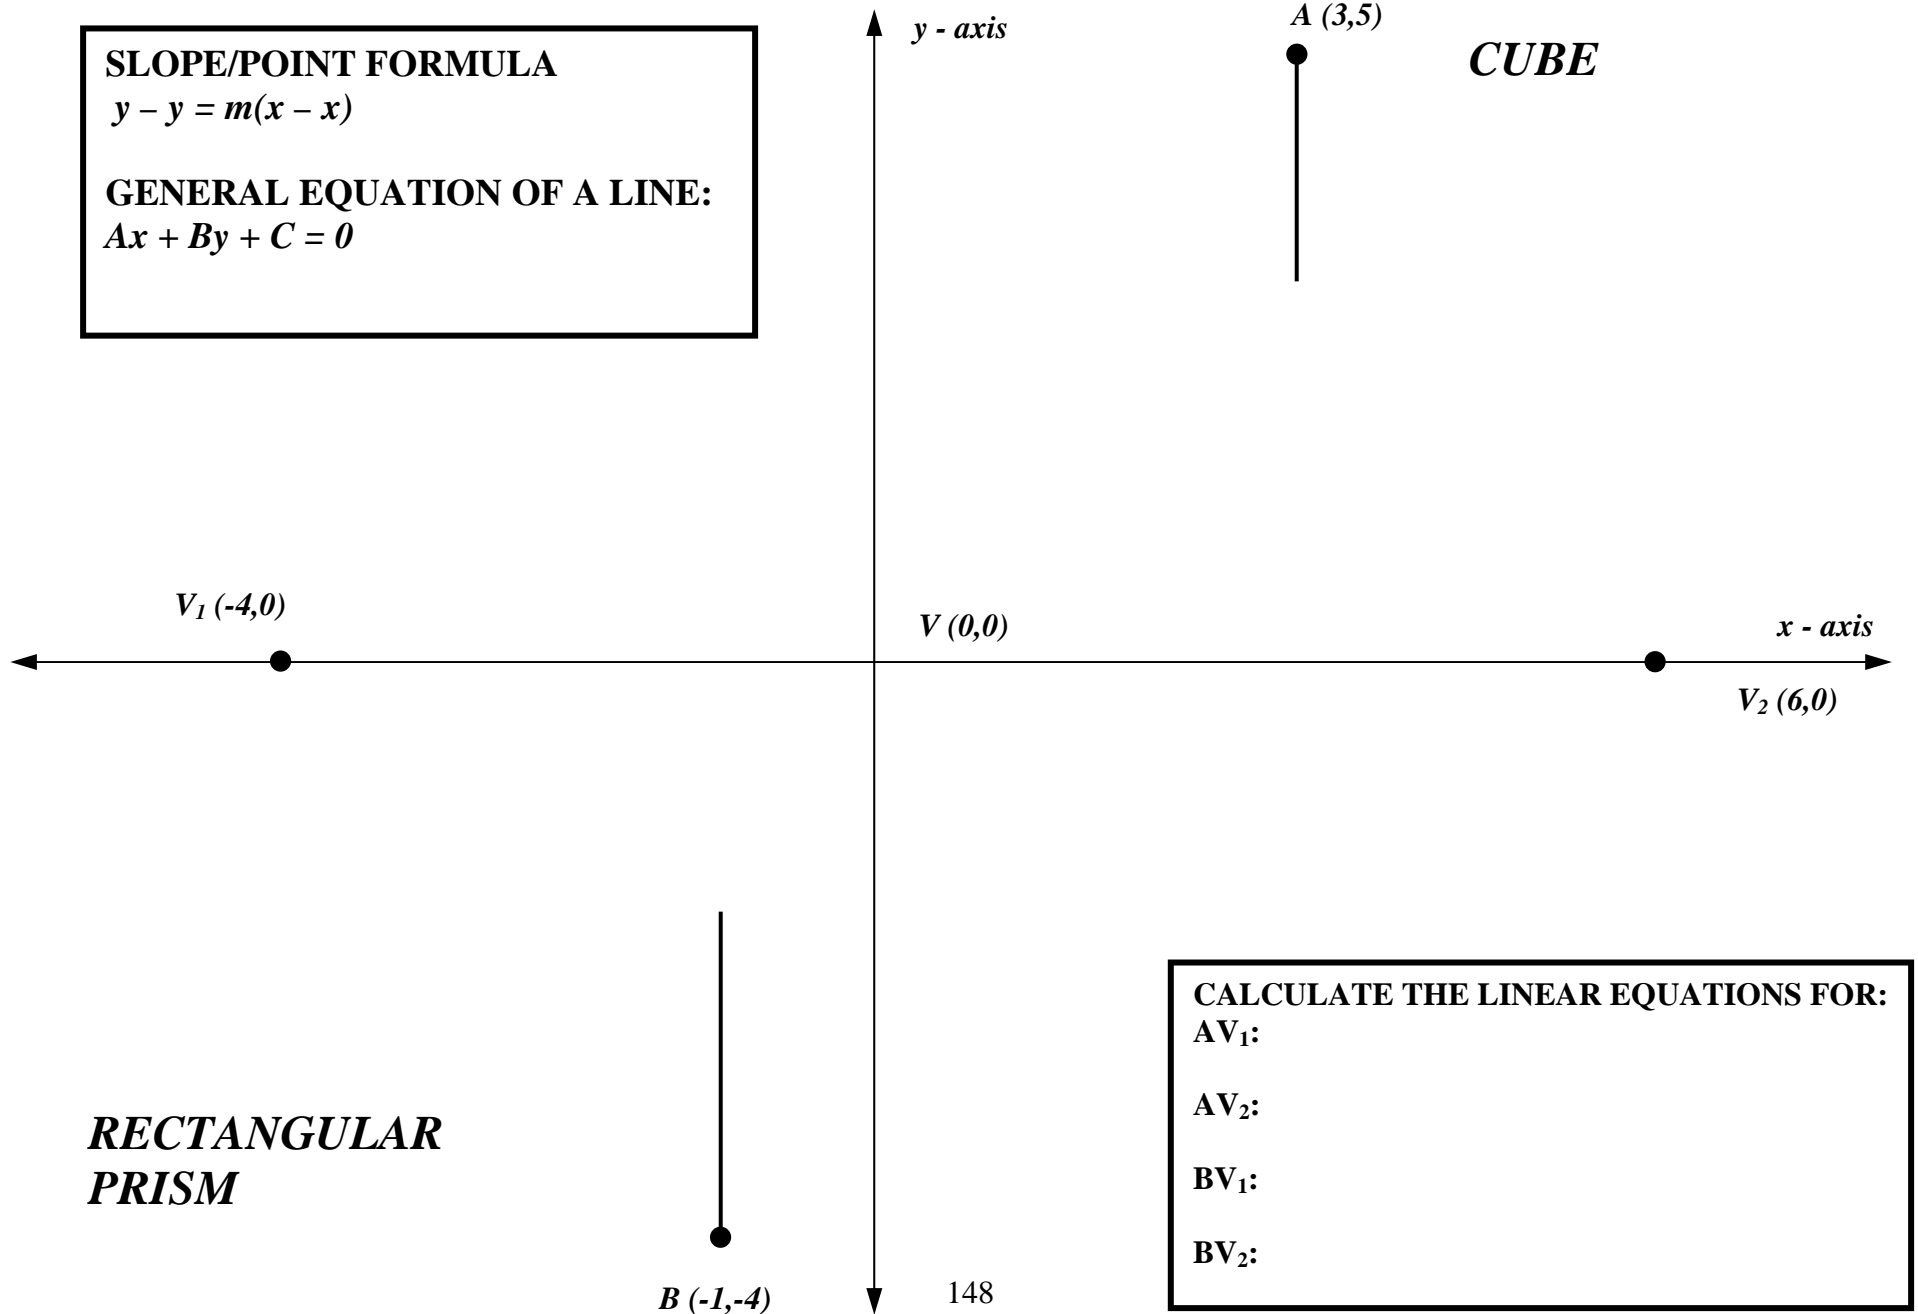 A (3,5)
y - axis
CUBE
SLOPE/POINT FORMULA
y – y = m(x – x)
GENERAL EQUATION OF A LINE:
Ax + By + C = 0
V₁ (-4,0)
V (0,0)
x - axis
V₂ (6,0)
CALCULATE THE LINEAR EQUATIONS FOR:
AV₁:
AV₂:
BV₁:
BV₂:
RECTANGULAR
PRISM
B (-1,-4)
148